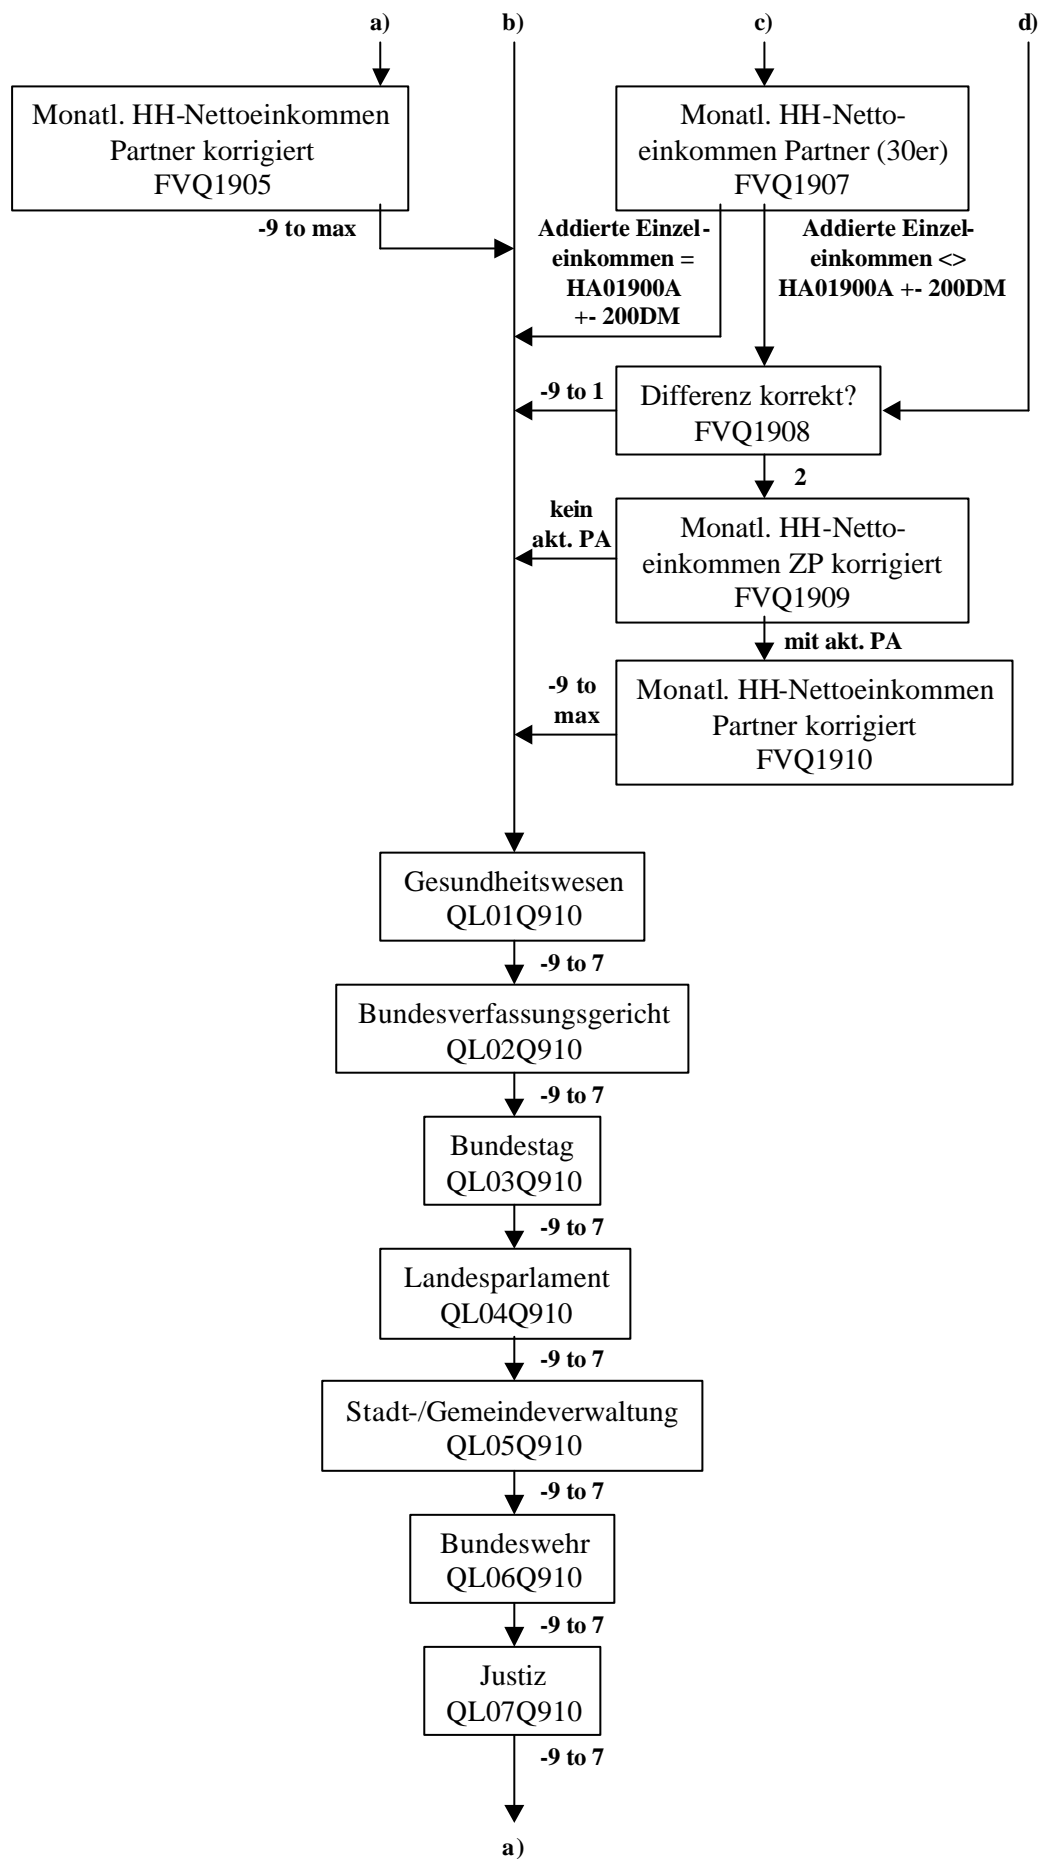 a)
b)
c)
d)
Monatl. HH-Nettoeinkommen
Partner korrigiert
FVQ1905
Monatl. HH-Netto-
einkommen Partner (30er)
FVQ1907
-9 to max
Addierte Einzel-
einkommen =
HA01900A
+- 200DM
Addierte Einzel-
einkommen <>
HA01900A +- 200DM
-9 to 1
Differenz korrekt?
FVQ1908
2
kein
akt. PA
Monatl. HH-Netto-
einkommen ZP korrigiert
FVQ1909
mit akt. PA
-9 to
max
Monatl. HH-Nettoeinkommen
Partner korrigiert
FVQ1910
Gesundheitswesen
QL01Q910
-9 to 7
Bundesverfassungsgericht
QL02Q910
-9 to 7
Bundestag
QL03Q910
-9 to 7
Landesparlament
QL04Q910
-9 to 7
Stadt-/Gemeindeverwaltung
QL05Q910
-9 to 7
Bundeswehr
QL06Q910
-9 to 7
Justiz
QL07Q910
-9 to 7
a)